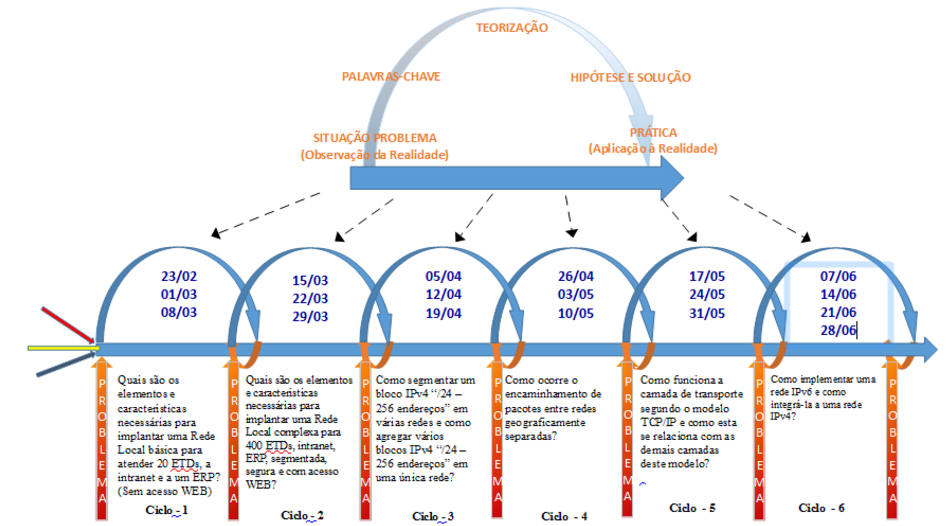 TEORIZAÇÃO
PALAVRAS-CHAVE
HIPÓTESE E SOLUÇÃO
SITUAÇÃO PROBLEMA
(Observação da Realidade)
PRÁTICA
(Aplicação à Realidade)
23/02
01/03
08/03
15/03
22/03
29/03
05/04
12/04
19/04
26/04
03/05
10/05
17/05
24/05
31/05
07/06
14/06
21/06
28/06
PROBLEMA
Quais são os
elementos e
características
necessárias para
implantar uma Rede
Local básica para
atender 20 ETDs, a
intranet e a um ERP?
(Sem acesso WEB)
Ciclo - 1
PROBLEMA
Quais são os elementos
e características
necessárias para
implantar uma Rede
Local complexa para
400 ETDs, intranet,
ERP, segmentada,
segura e com acesso
WEB?
Ciclo - 2
PROBLEMA
Como segmentar um
bloco IPv4 “/24 –
256 endereços” em
várias redes e como
agregar vários
blocos IPv4 “/24 –
256 endereços” em
uma única rede?
Ciclo - 3
PROBLEMA
Como ocorre o
encaminhamento de
pacotes entre redes
geograficamente
separadas?
Ciclo - 4
PROBLEMA
Como funciona a
camada de transporte
segundo o modelo
TCP/IP e como esta
se relaciona com as
demais camadas
deste modelo?
Ciclo - 5
PROBLEMA
Como implementar uma
rede IPv6 e como
integrá-la a uma rede
IPv4?
Ciclo - 6
PROBLEMA